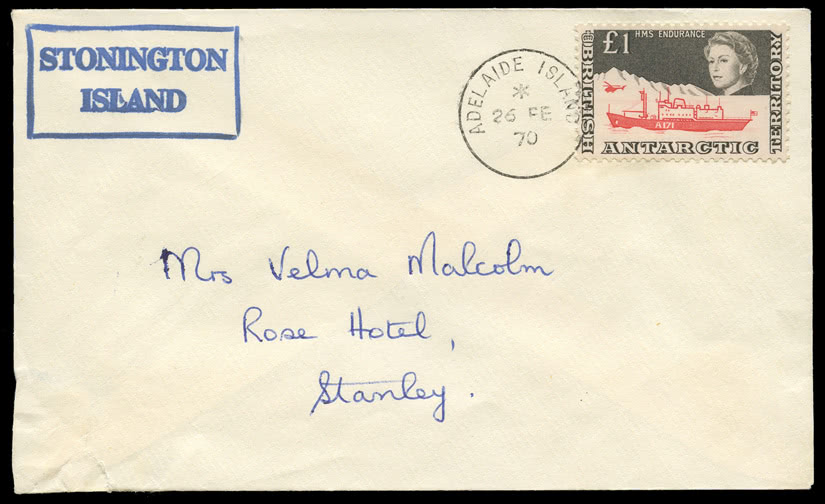 STONINGTON
ISLAND
ADELAIDE ISLAND
26 FE
70
£1
HMS ENDURANCE
BRITISH
ANTARCTIC
TERRITORY
A171
Mrs Velma Malcolm
Rose Hotel,
Stanley.